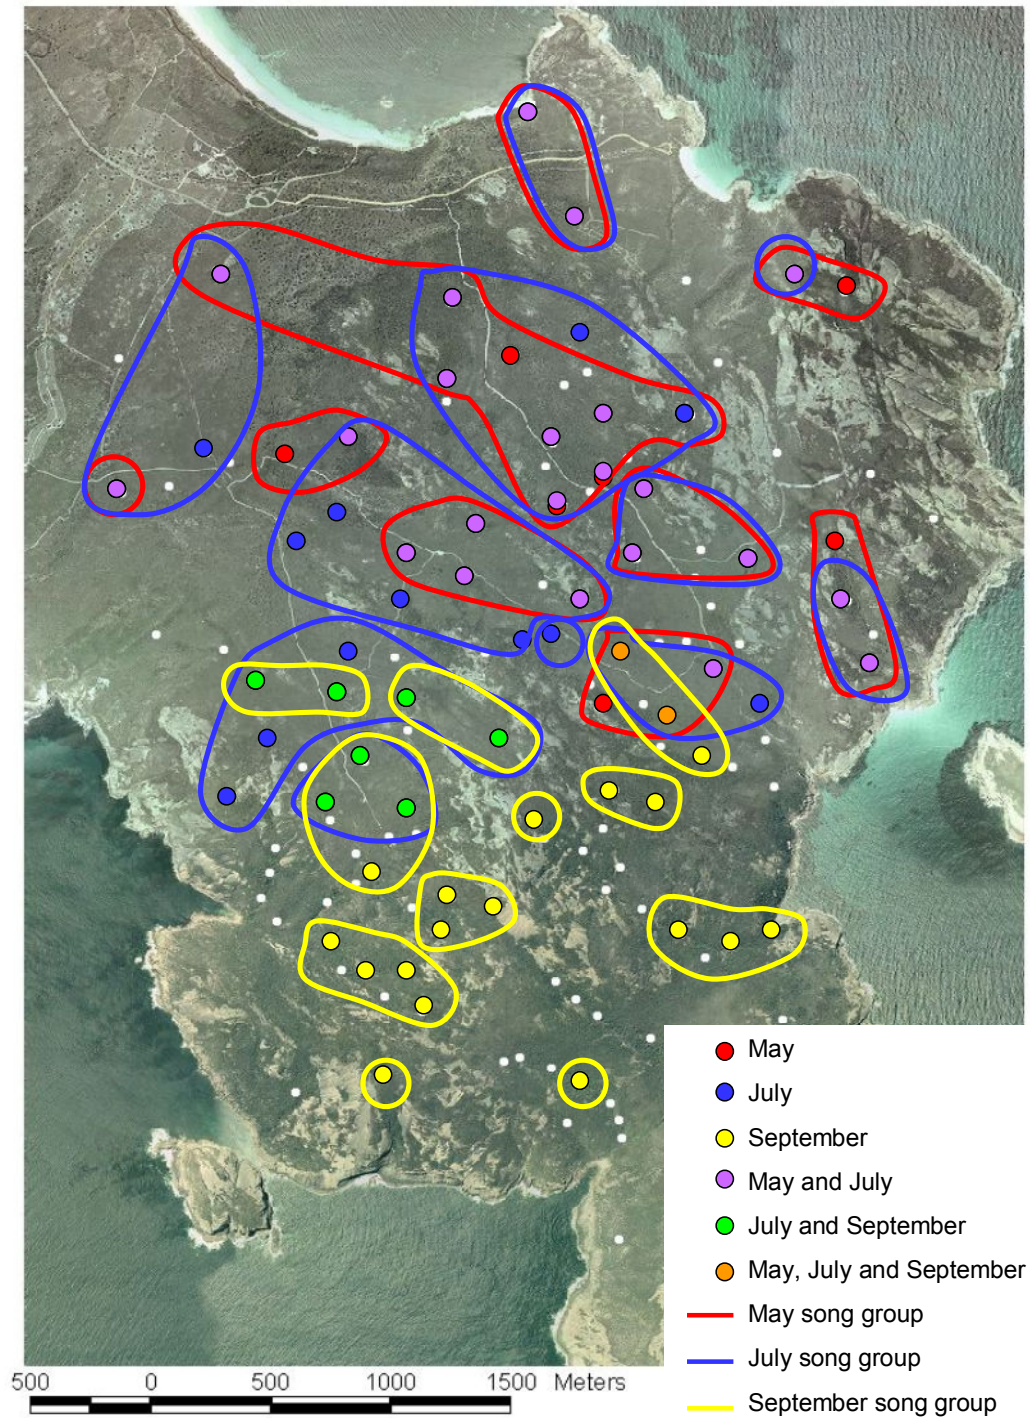 May
July
September
May and July
July and September
May, July and September
May song group
July song group
September song group
500 0 500 1000 1500 Meters